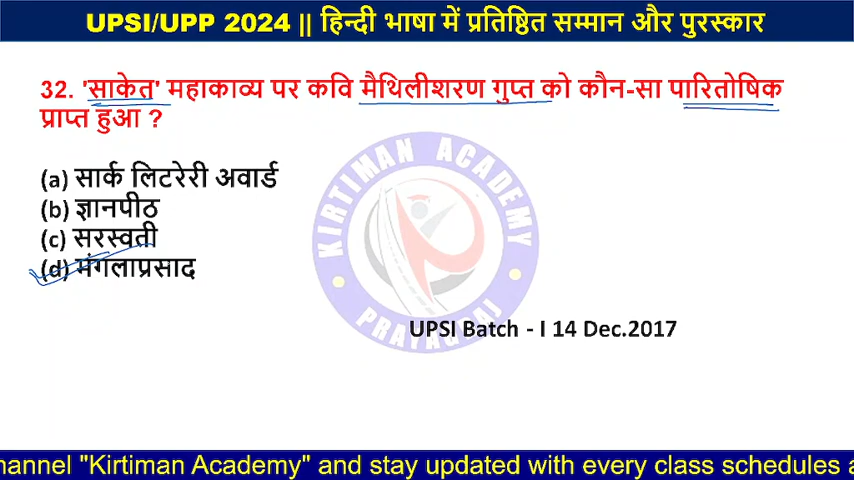 UPSI/UPP 2024 || हिन्दी भाषा में प्रतिष्ठित सम्मान और पुरस्कार
32. 'साकेत' महाकाव्य पर कवि मैथिलीशरण गुप्त को कौन-सा पारितोषिक
प्राप्त हुआ ?
(a) सार्क लिटरेरी अवार्ड
(b) ज्ञानपीठ
(c) सरस्वती
(d) मंगलाप्रसाद
KIRTIMAN ACADEMY
PRAYAGRAJ
UPSI Batch - I 14 Dec.2017
hannel "Kirtiman Academy" and stay updated with every class schedules a